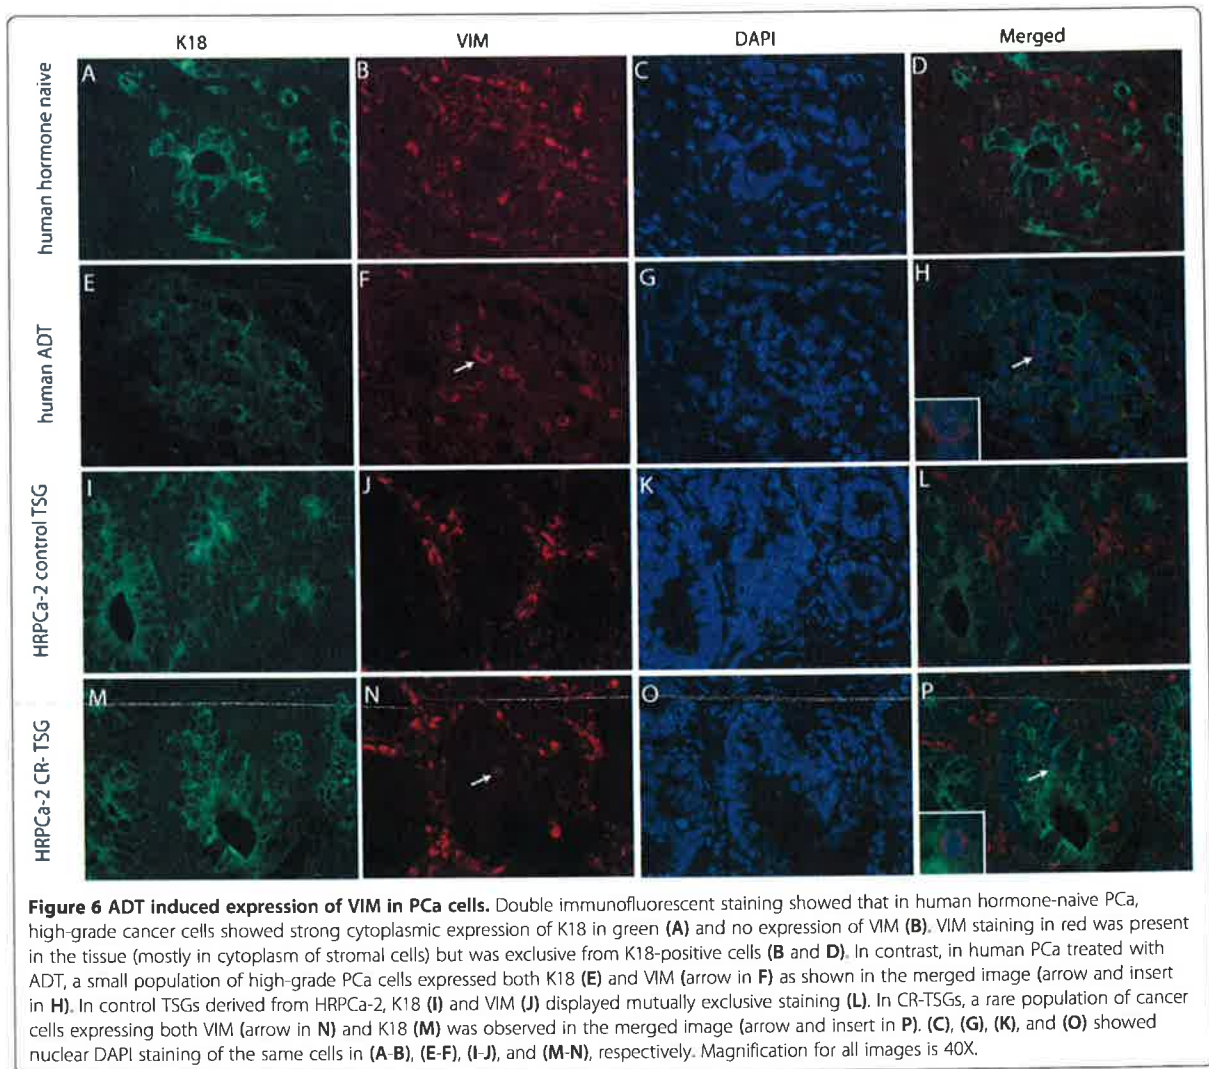 K18 VIM DAPI Merged
human hormone naive
A B C D
human ADT
E F G H
HRPCa-2 control TSG
I J K L
HRPCa-2 CR- TSG
M N O P
Figure 6 ADT induced expression of VIM in PCa cells. Double immunofluorescent staining showed that in human hormone-naive PCa,
high-grade cancer cells showed strong cytoplasmic expression of K18 in green (A) and no expression of VIM (B). VIM staining in red was present
in the tissue (mostly in cytoplasm of stromal cells) but was exclusive from K18-positive cells (B and D). In contrast, in human PCa treated with
ADT, a small population of high-grade PCa cells expressed both K18 (E) and VIM (arrow in F) as shown in the merged image (arrow and insert
in H). In control TSGs derived from HRPCa-2, K18 (I) and VIM (J) displayed mutually exclusive staining (L). In CR-TSGs, a rare population of cancer
cells expressing both VIM (arrow in N) and K18 (M) was observed in the merged image (arrow and insert in P). (C), (G), (K), and (O) showed
nuclear DAPI staining of the same cells in (A-B), (E-F), (I-J), and (M-N), respectively. Magnification for all images is 40X.